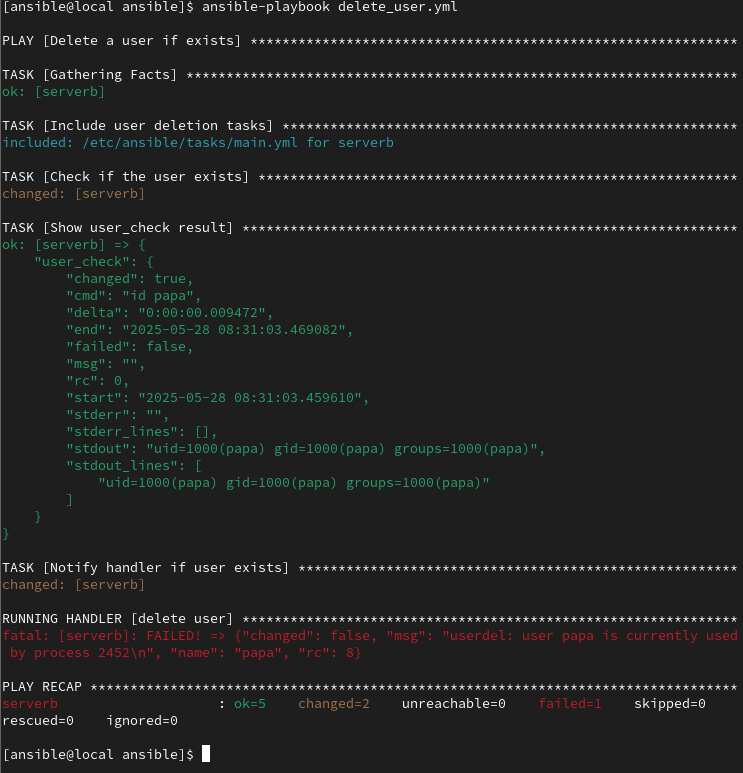 [ansible@local ansible]$ ansible-playbook delete_user.yml
PLAY [Delete a user if exists] *************************************************************
TASK [Gathering Facts] *********************************************************************
ok: [serverb]
TASK [Include user deletion tasks] *********************************************************
included: /etc/ansible/tasks/main.yml for serverb
TASK [Check if the user exists] ************************************************************
changed: [serverb]
TASK [Show user_check result] **************************************************************
ok: [serverb] => {
    "user_check": {
        "changed": true,
        "cmd": "id papa",
        "delta": "0:00:00.009472",
        "end": "2025-05-28 08:31:03.469082",
        "failed": false,
        "msg": "",
        "rc": 0,
        "start": "2025-05-28 08:31:03.459610",
        "stderr": "",
        "stderr_lines": [],
        "stdout": "uid=1000(papa) gid=1000(papa) groups=1000(papa)",
        "stdout_lines": [
            "uid=1000(papa) gid=1000(papa) groups=1000(papa)"
        ]
    }
}
TASK [Notify handler if user exists] *******************************************************
changed: [serverb]
RUNNING HANDLER [delete user] **************************************************************
fatal: [serverb]: FAILED! => {"changed": false, "msg": "userdel: user papa is currently used
 by process 2452\n", "name": "papa", "rc": 8}
PLAY RECAP *********************************************************************************
serverb                    : ok=5    changed=2    unreachable=0    failed=1    skipped=0
rescued=0    ignored=0
[ansible@local ansible]$